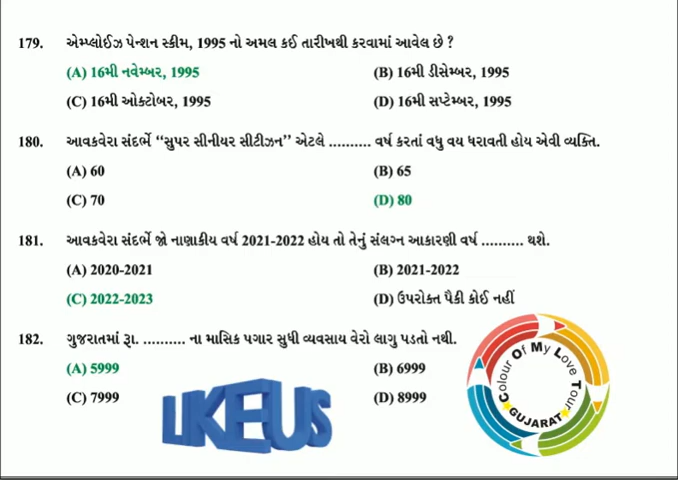 179. એમ્પ્લોઈઝ પેન્શન સ્કીમ, 1995 નો અમલ કઈ તારીખથી કરવામાં આવેલ છે ?
(A) 16મી નવેમ્બર, 1995 (B) 16મી ડીસેમ્બર, 1995
(C) 16મી ઓક્ટોબર, 1995 (D) 16મી સપ્ટેમ્બર, 1995
180. આવકવેરા સંદર્ભે “સુપર સીનીયર સીટીઝન” એટલે .......... વર્ષ કરતાં વધુ વય ધરાવતી હોય એવી વ્યક્તિ.
(A) 60 (B) 65
(C) 70 (D) 80
181. આવકવેરા સંદર્ભે જો નાણાકીય વર્ષ 2021-2022 હોય તો તેનું સંલગ્ન આકારણી વર્ષ .......... થશે.
(A) 2020-2021 (B) 2021-2022
(C) 2022-2023 (D) ઉપરોક્ત પૈકી કોઈ નહીં
182. ગુજરાતમાં રૂા. .......... ના માસિક પગાર સુધી વ્યવસાય વેરો લાગુ પડતો નથી.
(A) 5999 (B) 6999
(C) 7999 (D) 8999
LIKE US
Colour Of My Love Tour
GUJARAT